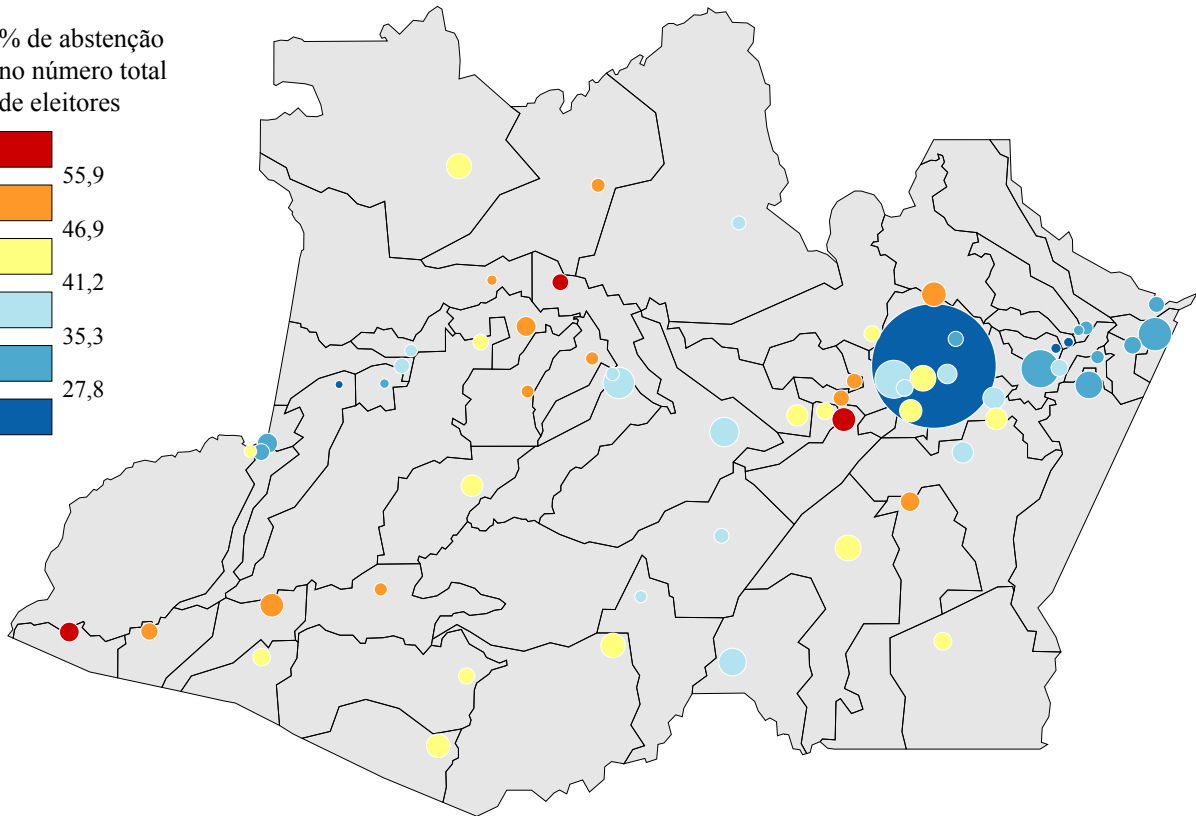 % de abstenção
no número total
de eleitores
55,9
46,9
41,2
35,3
27,8